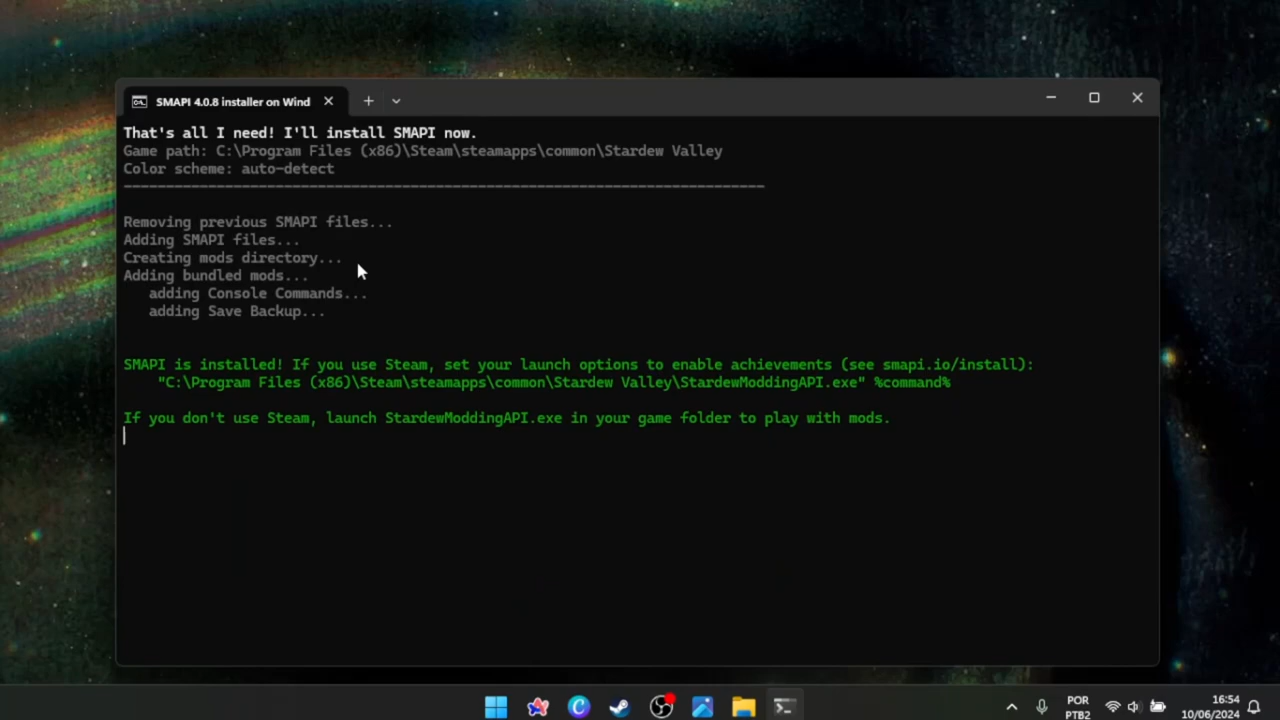 SMAPI 4.0.8 installer on Wind
That's all I need! I'll install SMAPI now.
Game path: C:\Program Files (x86)\Steam\steamapps\common\Stardew Valley
Color scheme: auto-detect
----------------------------------------------------------------------------
Removing previous SMAPI files...
Adding SMAPI files...
Creating mods directory...
Adding bundled mods...
adding Console Commands...
adding Save Backup...
SMAPI is installed! If you use Steam, set your launch options to enable achievements (see smapi.io/install):
"C:\Program Files (x86)\Steam\steamapps\common\Stardew Valley\StardewModdingAPI.exe" %command%
If you don't use Steam, launch StardewModdingAPI.exe in your game folder to play with mods.
POR
PTB2
16:54
10/06/2024